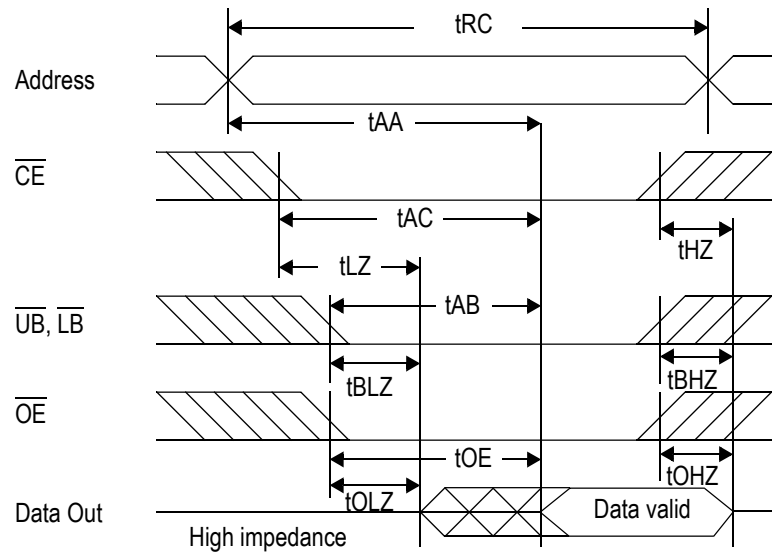 tRC
Address
tAA
CE
tAC
tHZ
tLZ
tAB
UB, LB
tBLZ
tBHZ
OE
tOE
tOHZ
tOLZ
Data valid
Data Out
High impedance